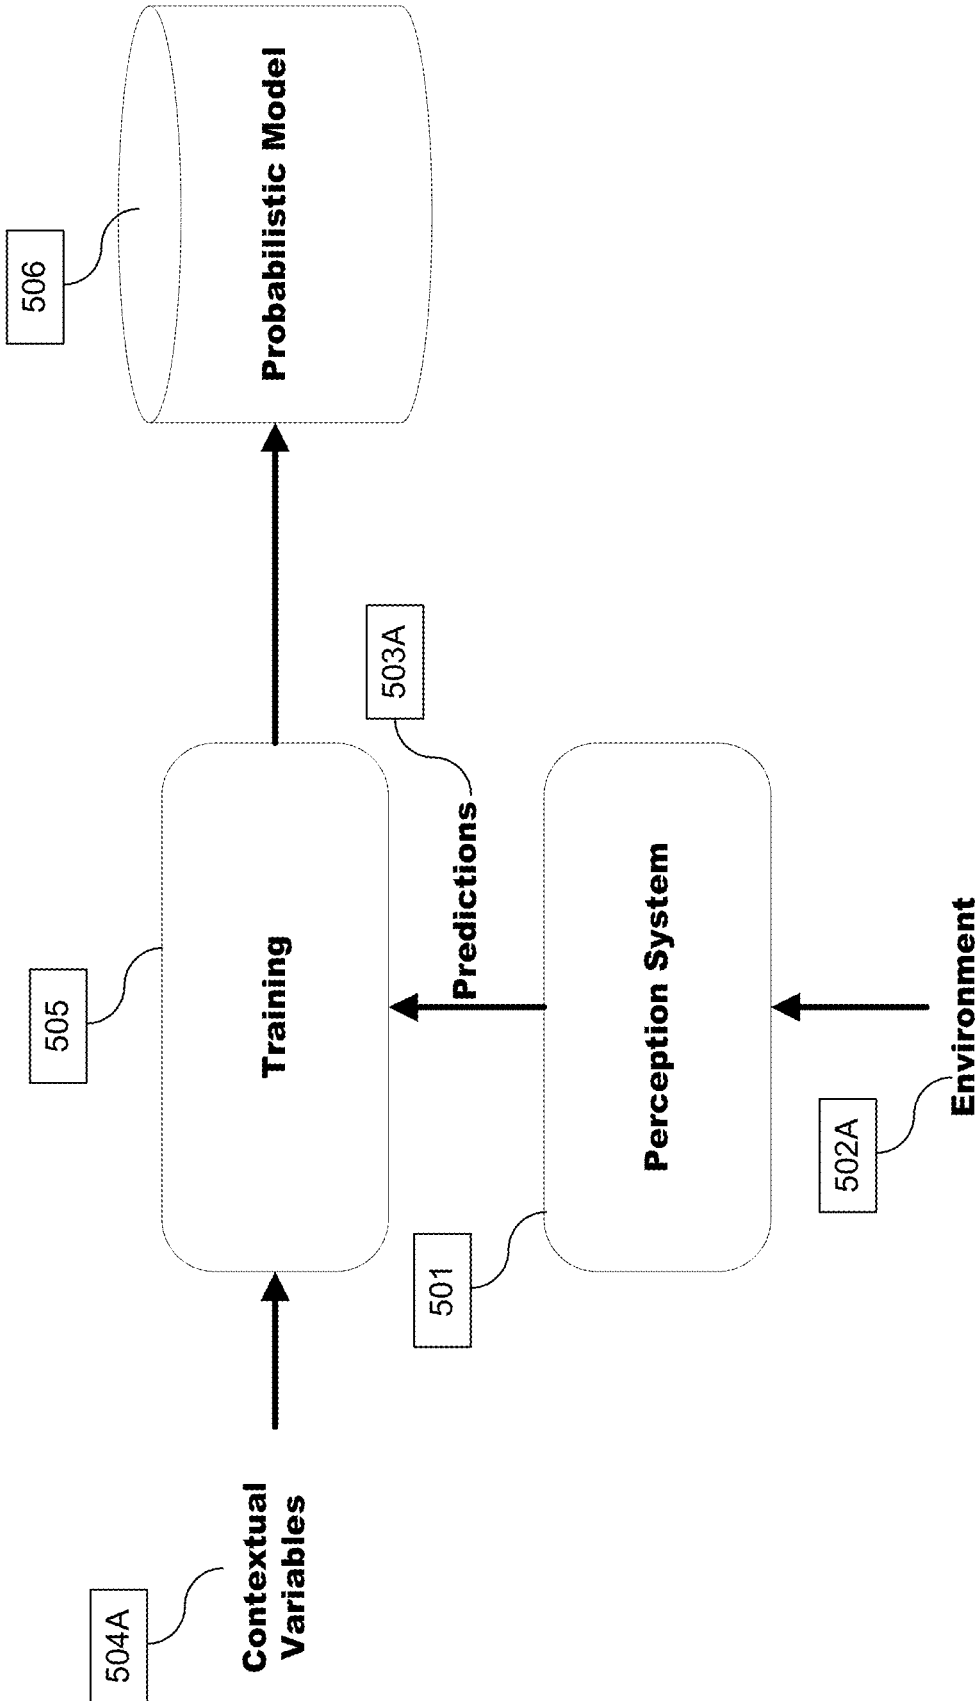 504A
Contextual
Variables
505
Training
506
Probabilistic Model
503A
Predictions
501
Perception System
502A
Environment